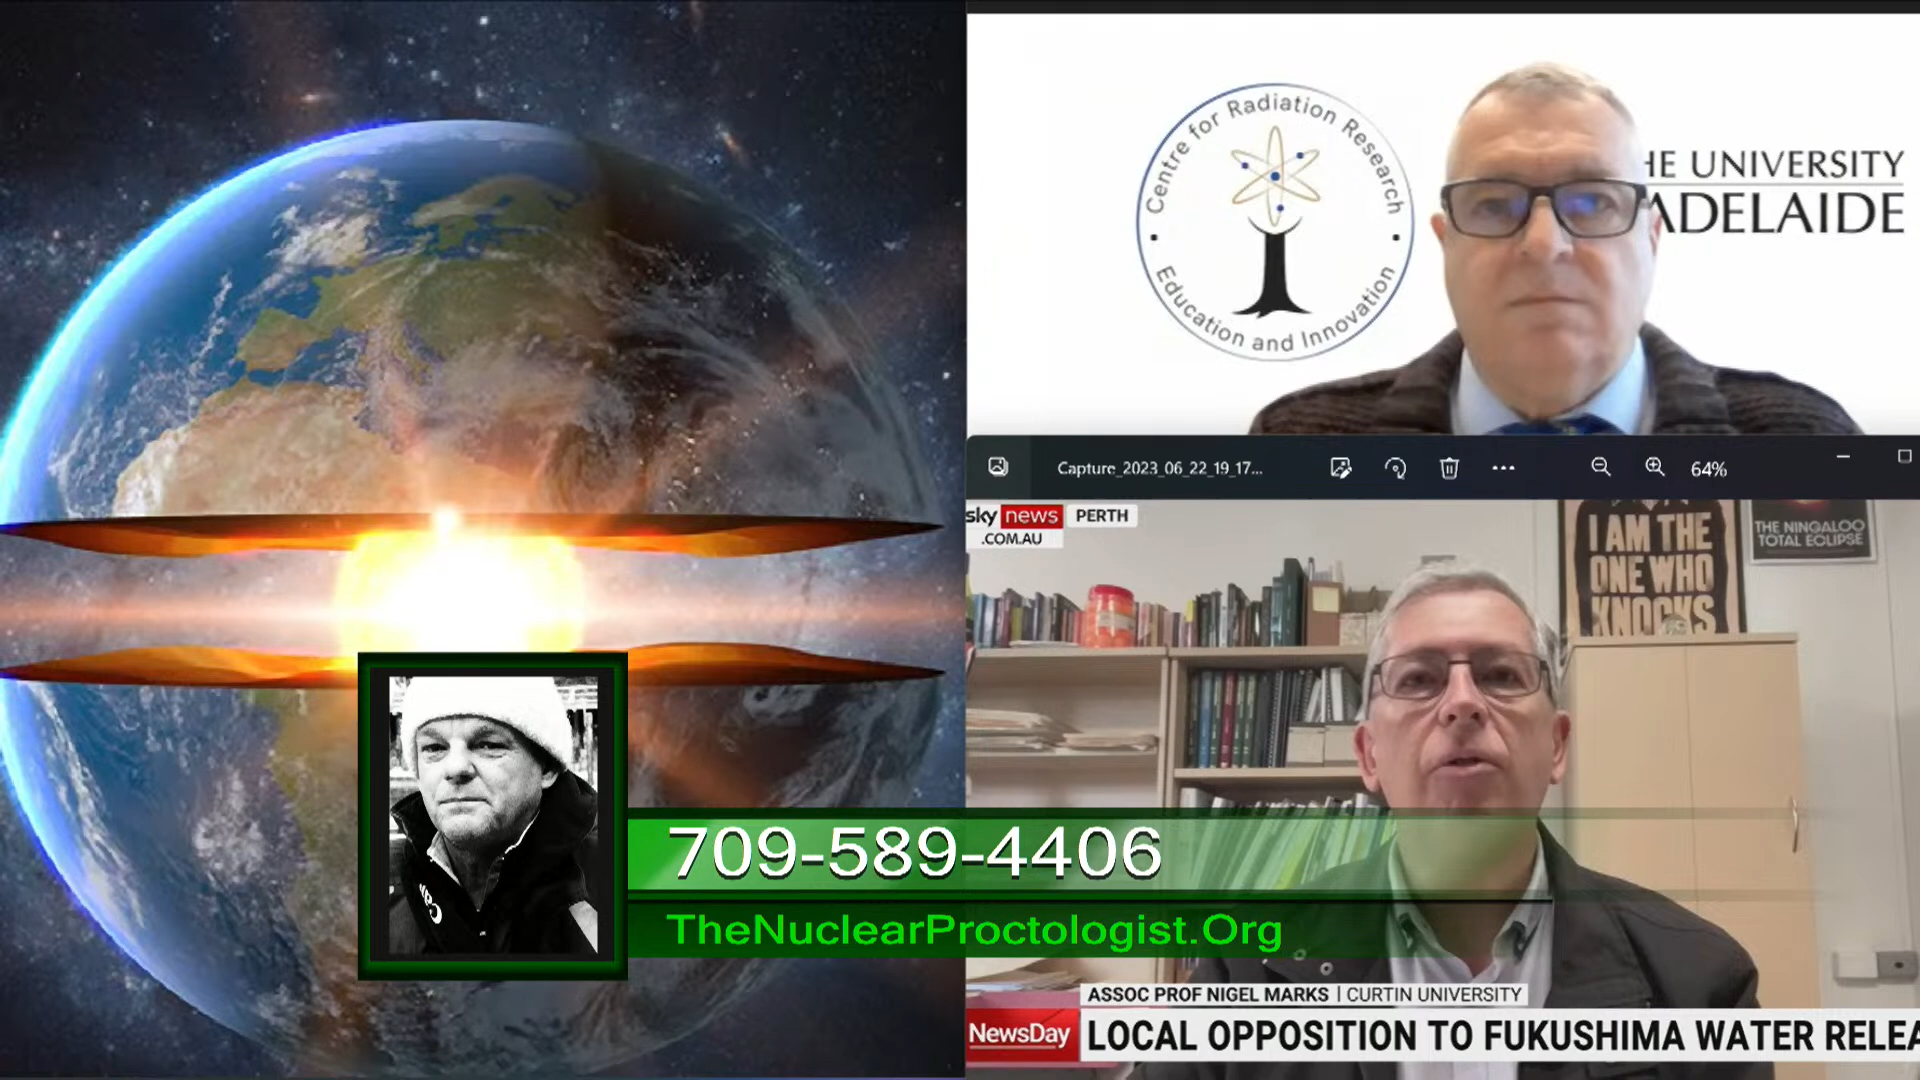 Centre for Radiation Research
Education and Innovation
HE UNIVERSITY
ADELAIDE
Capture_2023_06_22_19_17...
64%
sky news
.COM.AU
PERTH
I AM THE
ONE WHO
KNOCKS
THE NINGALOO
TOTAL ECLIPSE
709-589-4406
TheNuclearProctologist.Org
ASSOC PROF NIGEL MARKS | CURTIN UNIVERSITY
NewsDay
LOCAL OPPOSITION TO FUKUSHIMA WATER RELEA